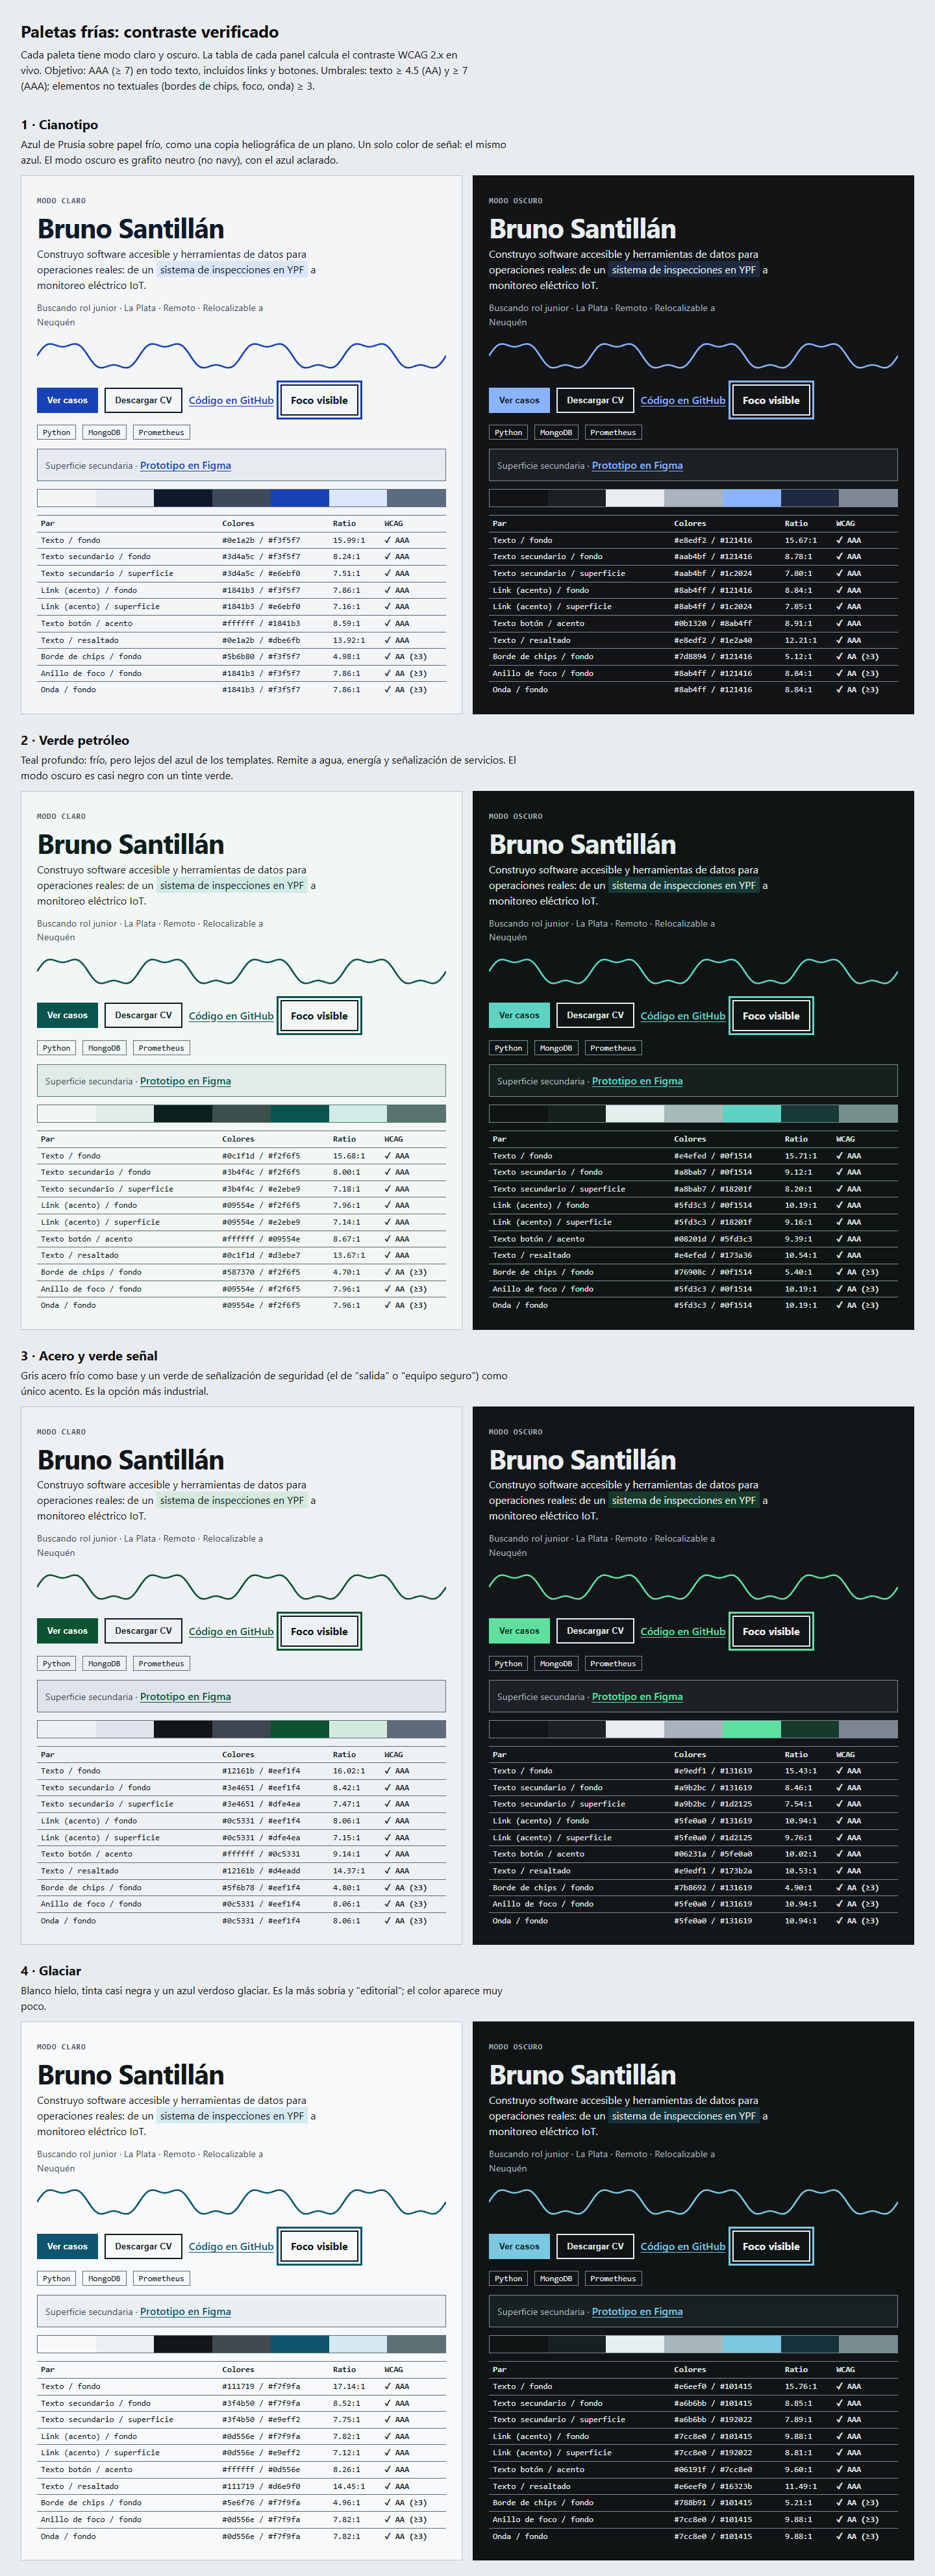 Paletas frías: contraste verificado
Cada paleta tiene modo claro y oscuro. La tabla de cada panel calcula el contraste WCAG 2.x en
vivo. Objetivo: AAA (≥ 7) en todo texto, incluidos links y botones. Umbrales: texto ≥ 4.5 (AA) y ≥ 7
(AAA); elementos no textuales (bordes de chips, foco, onda) ≥ 3.
1 · Cianotipo
Azul de Prusia sobre papel frío, como una copia heliográfica de un plano. Un solo color de señal: el mismo
azul. El modo oscuro es grafito neutro (no navy), con el azul aclarado.
MODO CLARO
Bruno Santillán
Construyo software accesible y herramientas de datos para
operaciones reales: de un sistema de inspecciones en YPF a
monitoreo eléctrico IoT.
Buscando rol junior · La Plata · Remoto · Relocalizable a
Neuquén
Ver casos Descargar CV Código en GitHub Foco visible
Python MongoDB Prometheus
Superficie secundaria · Prototipo en Figma
Par Colores Ratio WCAG
Texto / fondo #0e1a2b / #f3f5f7 15.99:1 ✓ AAA
Texto secundario / fondo #3d4a5c / #f3f5f7 8.24:1 ✓ AAA
Texto secundario / superficie #3d4a5c / #e6ebf0 7.51:1 ✓ AAA
Link (acento) / fondo #1841b3 / #f3f5f7 7.86:1 ✓ AAA
Link (acento) / superficie #1841b3 / #e6ebf0 7.16:1 ✓ AAA
Texto botón / acento #ffffff / #1841b3 8.59:1 ✓ AAA
Texto / resaltado #0e1a2b / #dbe6fb 13.92:1 ✓ AAA
Borde de chips / fondo #5b6b80 / #f3f5f7 4.98:1 ✓ AA (≥3)
Anillo de foco / fondo #1841b3 / #f3f5f7 7.86:1 ✓ AA (≥3)
Onda / fondo #1841b3 / #f3f5f7 7.86:1 ✓ AA (≥3)
MODO OSCURO
Bruno Santillán
Construyo software accesible y herramientas de datos para
operaciones reales: de un sistema de inspecciones en YPF a
monitoreo eléctrico IoT.
Buscando rol junior · La Plata · Remoto · Relocalizable a
Neuquén
Ver casos Descargar CV Código en GitHub Foco visible
Python MongoDB Prometheus
Superficie secundaria · Prototipo en Figma
Par Colores Ratio WCAG
Texto / fondo #e8edf2 / #121416 15.67:1 ✓ AAA
Texto secundario / fondo #aab4bf / #121416 8.78:1 ✓ AAA
Texto secundario / superficie #aab4bf / #1c2024 7.80:1 ✓ AAA
Link (acento) / fondo #8ab4ff / #121416 8.84:1 ✓ AAA
Link (acento) / superficie #8ab4ff / #1c2024 7.85:1 ✓ AAA
Texto botón / acento #0b1320 / #8ab4ff 8.91:1 ✓ AAA
Texto / resaltado #e8edf2 / #1e2a40 12.21:1 ✓ AAA
Borde de chips / fondo #7d8894 / #121416 5.12:1 ✓ AA (≥3)
Anillo de foco / fondo #8ab4ff / #121416 8.84:1 ✓ AA (≥3)
Onda / fondo #8ab4ff / #121416 8.84:1 ✓ AA (≥3)
2 · Verde petróleo
Teal profundo: frío, pero lejos del azul de los templates. Remite a agua, energía y señalización de servicios. El
modo oscuro es casi negro con un tinte verde.
MODO CLARO
Bruno Santillán
Construyo software accesible y herramientas de datos para
operaciones reales: de un sistema de inspecciones en YPF a
monitoreo eléctrico IoT.
Buscando rol junior · La Plata · Remoto · Relocalizable a
Neuquén
Ver casos Descargar CV Código en GitHub Foco visible
Python MongoDB Prometheus
Superficie secundaria · Prototipo en Figma
Par Colores Ratio WCAG
Texto / fondo #0c1f1d / #f2f6f5 15.68:1 ✓ AAA
Texto secundario / fondo #3b4f4c / #f2f6f5 8.00:1 ✓ AAA
Texto secundario / superficie #3b4f4c / #e2ebe9 7.18:1 ✓ AAA
Link (acento) / fondo #09554e / #f2f6f5 7.96:1 ✓ AAA
Link (acento) / superficie #09554e / #e2ebe9 7.14:1 ✓ AAA
Texto botón / acento #ffffff / #09554e 8.67:1 ✓ AAA
Texto / resaltado #0c1f1d / #d3ebe7 13.67:1 ✓ AAA
Borde de chips / fondo #587370 / #f2f6f5 4.70:1 ✓ AA (≥3)
Anillo de foco / fondo #09554e / #f2f6f5 7.96:1 ✓ AA (≥3)
Onda / fondo #09554e / #f2f6f5 7.96:1 ✓ AA (≥3)
MODO OSCURO
Bruno Santillán
Construyo software accesible y herramientas de datos para
operaciones reales: de un sistema de inspecciones en YPF a
monitoreo eléctrico IoT.
Buscando rol junior · La Plata · Remoto · Relocalizable a
Neuquén
Ver casos Descargar CV Código en GitHub Foco visible
Python MongoDB Prometheus
Superficie secundaria · Prototipo en Figma
Par Colores Ratio WCAG
Texto / fondo #e4efed / #0f1514 15.71:1 ✓ AAA
Texto secundario / fondo #a8bab7 / #0f1514 9.12:1 ✓ AAA
Texto secundario / superficie #a8bab7 / #18201f 8.20:1 ✓ AAA
Link (acento) / fondo #5fd3c3 / #0f1514 10.19:1 ✓ AAA
Link (acento) / superficie #5fd3c3 / #18201f 9.16:1 ✓ AAA
Texto botón / acento #08201d / #5fd3c3 9.39:1 ✓ AAA
Texto / resaltado #e4efed / #173a36 10.54:1 ✓ AAA
Borde de chips / fondo #76908c / #0f1514 5.40:1 ✓ AA (≥3)
Anillo de foco / fondo #5fd3c3 / #0f1514 10.19:1 ✓ AA (≥3)
Onda / fondo #5fd3c3 / #0f1514 10.19:1 ✓ AA (≥3)
3 · Acero y verde señal
Gris acero frío como base y un verde de señalización de seguridad (el de "salida" o "equipo seguro") como
único acento. Es la opción más industrial.
MODO CLARO
Bruno Santillán
Construyo software accesible y herramientas de datos para
operaciones reales: de un sistema de inspecciones en YPF a
monitoreo eléctrico IoT.
Buscando rol junior · La Plata · Remoto · Relocalizable a
Neuquén
Ver casos Descargar CV Código en GitHub Foco visible
Python MongoDB Prometheus
Superficie secundaria · Prototipo en Figma
Par Colores Ratio WCAG
Texto / fondo #12161b / #eef1f4 16.02:1 ✓ AAA
Texto secundario / fondo #3e4651 / #eef1f4 8.42:1 ✓ AAA
Texto secundario / superficie #3e4651 / #dfe4ea 7.47:1 ✓ AAA
Link (acento) / fondo #0c5331 / #eef1f4 8.06:1 ✓ AAA
Link (acento) / superficie #0c5331 / #dfe4ea 7.15:1 ✓ AAA
Texto botón / acento #ffffff / #0c5331 9.14:1 ✓ AAA
Texto / resaltado #12161b / #d4eadd 14.37:1 ✓ AAA
Borde de chips / fondo #5f6b78 / #eef1f4 4.80:1 ✓ AA (≥3)
Anillo de foco / fondo #0c5331 / #eef1f4 8.06:1 ✓ AA (≥3)
Onda / fondo #0c5331 / #eef1f4 8.06:1 ✓ AA (≥3)
MODO OSCURO
Bruno Santillán
Construyo software accesible y herramientas de datos para
operaciones reales: de un sistema de inspecciones en YPF a
monitoreo eléctrico IoT.
Buscando rol junior · La Plata · Remoto · Relocalizable a
Neuquén
Ver casos Descargar CV Código en GitHub Foco visible
Python MongoDB Prometheus
Superficie secundaria · Prototipo en Figma
Par Colores Ratio WCAG
Texto / fondo #e9edf1 / #131619 15.43:1 ✓ AAA
Texto secundario / fondo #a9b2bc / #131619 8.46:1 ✓ AAA
Texto secundario / superficie #a9b2bc / #1d2125 7.54:1 ✓ AAA
Link (acento) / fondo #5fe0a0 / #131619 10.94:1 ✓ AAA
Link (acento) / superficie #5fe0a0 / #1d2125 9.76:1 ✓ AAA
Texto botón / acento #06231a / #5fe0a0 10.02:1 ✓ AAA
Texto / resaltado #e9edf1 / #173b2a 10.53:1 ✓ AAA
Borde de chips / fondo #7b8692 / #131619 4.90:1 ✓ AA (≥3)
Anillo de foco / fondo #5fe0a0 / #131619 10.94:1 ✓ AA (≥3)
Onda / fondo #5fe0a0 / #131619 10.94:1 ✓ AA (≥3)
4 · Glaciar
Blanco hielo, tinta casi negra y un azul verdoso glaciar. Es la más sobria y "editorial"; el color aparece muy
poco.
MODO CLARO
Bruno Santillán
Construyo software accesible y herramientas de datos para
operaciones reales: de un sistema de inspecciones en YPF a
monitoreo eléctrico IoT.
Buscando rol junior · La Plata · Remoto · Relocalizable a
Neuquén
Ver casos Descargar CV Código en GitHub Foco visible
Python MongoDB Prometheus
Superficie secundaria · Prototipo en Figma
Par Colores Ratio WCAG
Texto / fondo #111719 / #f7f9fa 17.14:1 ✓ AAA
Texto secundario / fondo #3f4b50 / #f7f9fa 8.52:1 ✓ AAA
Texto secundario / superficie #3f4b50 / #e9eff2 7.75:1 ✓ AAA
Link (acento) / fondo #0d556e / #f7f9fa 7.82:1 ✓ AAA
Link (acento) / superficie #0d556e / #e9eff2 7.12:1 ✓ AAA
Texto botón / acento #ffffff / #0d556e 8.26:1 ✓ AAA
Texto / resaltado #111719 / #d6e9f0 14.45:1 ✓ AAA
Borde de chips / fondo #5e6f76 / #f7f9fa 4.96:1 ✓ AA (≥3)
Anillo de foco / fondo #0d556e / #f7f9fa 7.82:1 ✓ AA (≥3)
Onda / fondo #0d556e / #f7f9fa 7.82:1 ✓ AA (≥3)
MODO OSCURO
Bruno Santillán
Construyo software accesible y herramientas de datos para
operaciones reales: de un sistema de inspecciones en YPF a
monitoreo eléctrico IoT.
Buscando rol junior · La Plata · Remoto · Relocalizable a
Neuquén
Ver casos Descargar CV Código en GitHub Foco visible
Python MongoDB Prometheus
Superficie secundaria · Prototipo en Figma
Par Colores Ratio WCAG
Texto / fondo #e6eef0 / #101415 15.76:1 ✓ AAA
Texto secundario / fondo #a6b6bb / #101415 8.85:1 ✓ AAA
Texto secundario / superficie #a6b6bb / #192022 7.89:1 ✓ AAA
Link (acento) / fondo #7cc8e0 / #101415 9.88:1 ✓ AAA
Link (acento) / superficie #7cc8e0 / #192022 8.81:1 ✓ AAA
Texto botón / acento #06191f / #7cc8e0 9.60:1 ✓ AAA
Texto / resaltado #e6eef0 / #16323b 11.49:1 ✓ AAA
Borde de chips / fondo #788b91 / #101415 5.21:1 ✓ AA (≥3)
Anillo de foco / fondo #7cc8e0 / #101415 9.88:1 ✓ AA (≥3)
Onda / fondo #7cc8e0 / #101415 9.88:1 ✓ AA (≥3)